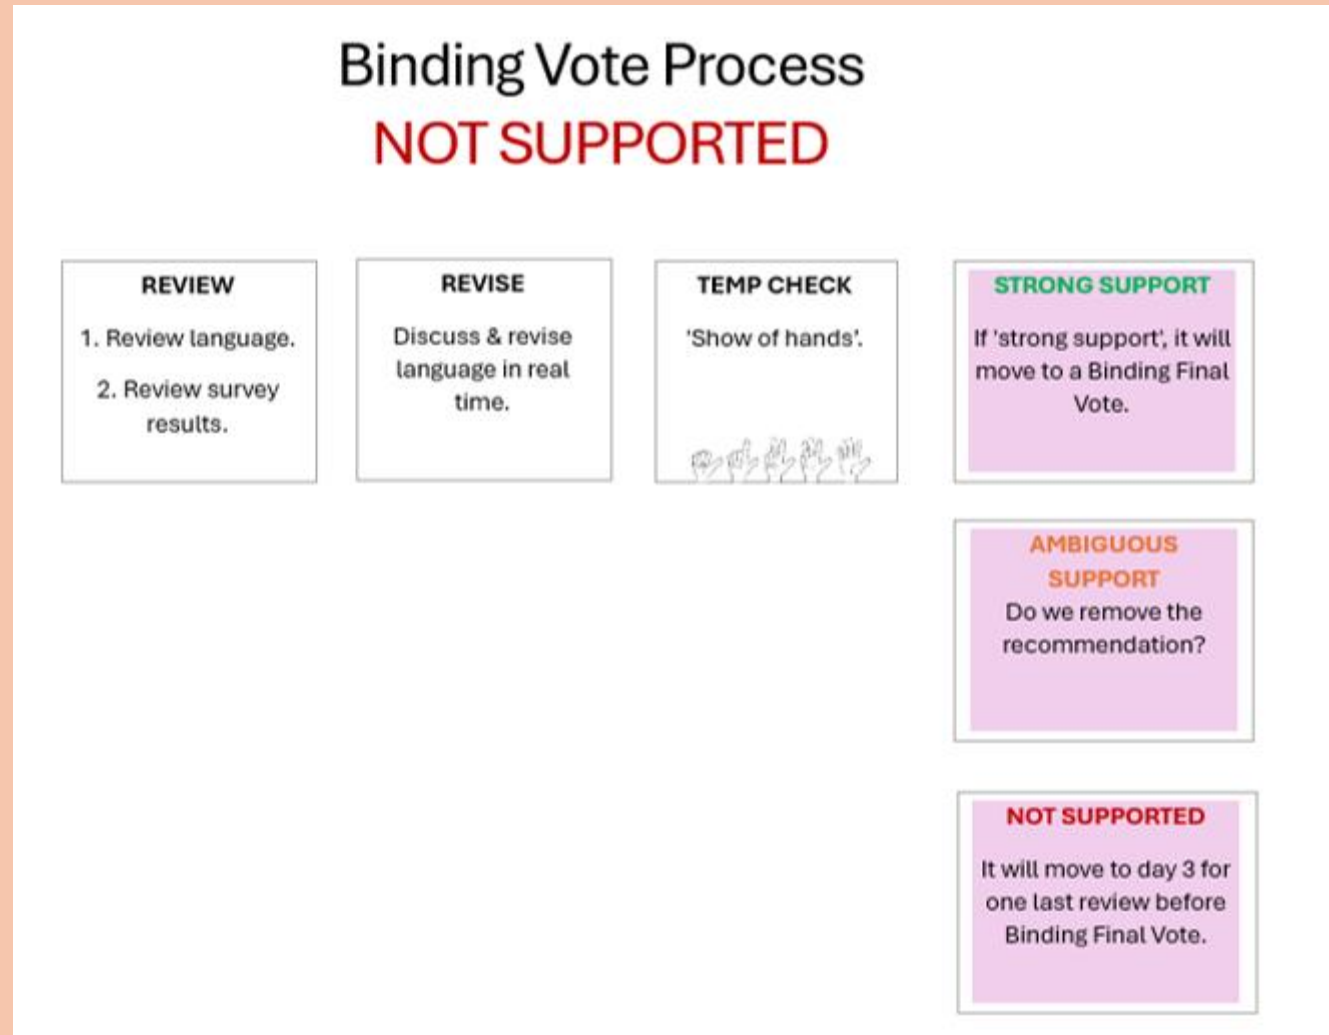 Binding Vote Process
NOT SUPPORTED
REVIEW
1. Review language.
2. Review survey
results.
REVISE
Discuss & revise
language in real
time.
TEMP CHECK
'Show of hands'.
STRONG SUPPORT
If 'strong support', it will
move to a Binding Final
Vote.
AMBIGUOUS
SUPPORT
Do we remove the
recommendation?
NOT SUPPORTED
It will move to day 3 for
one last review before
Binding Final Vote.